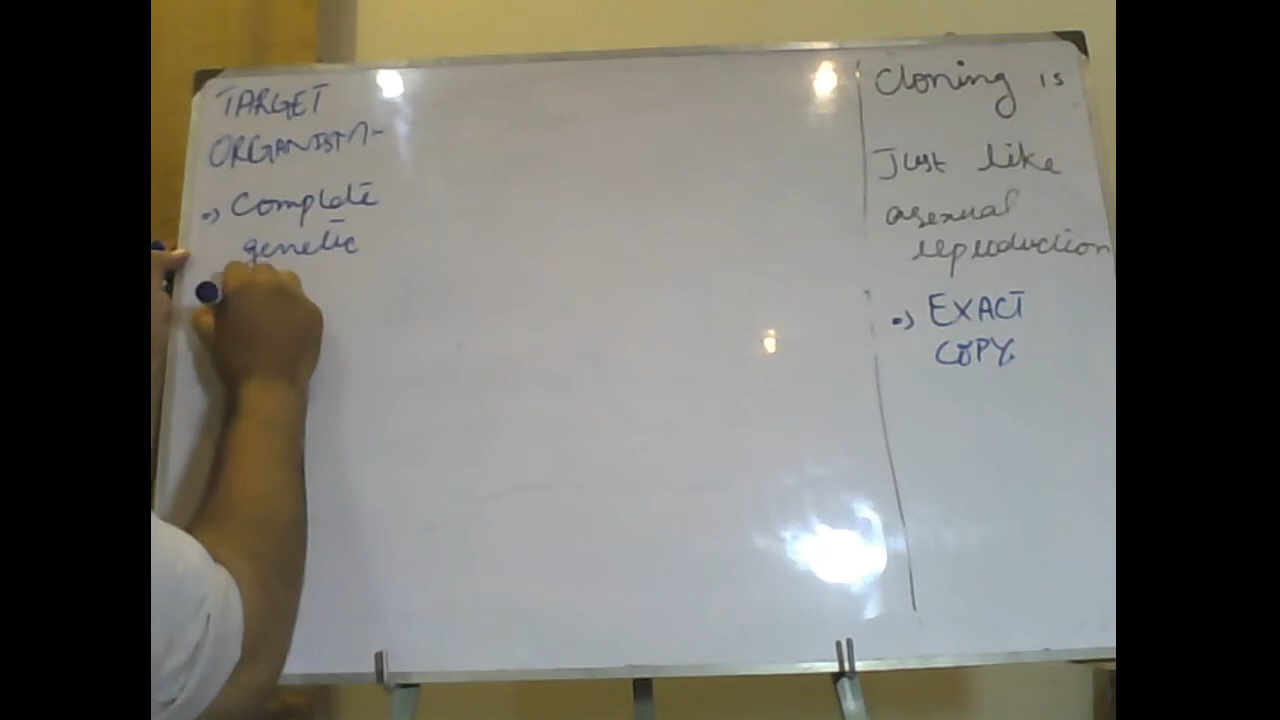 TARGET
ORGANISM-
=> Complete
genetic
Cloning is
Just like
asexual
reproduction
=> EXACT
COPY.